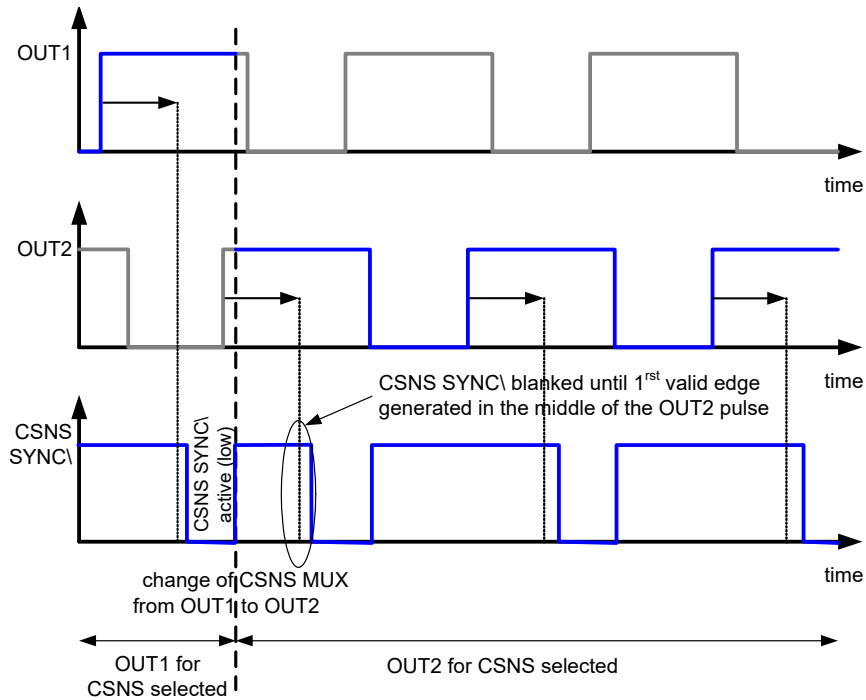 OUT1
time
OUT2
time
CSNS SYNC\ blanked until 1rst valid edge
generated in the middle of the OUT2 pulse
CSNS
SYNC\
CSNS SYNC\
active (low)
time
change of CSNS MUX
from OUT1 to OUT2
OUT1 for
CSNS selected
OUT2 for CSNS selected